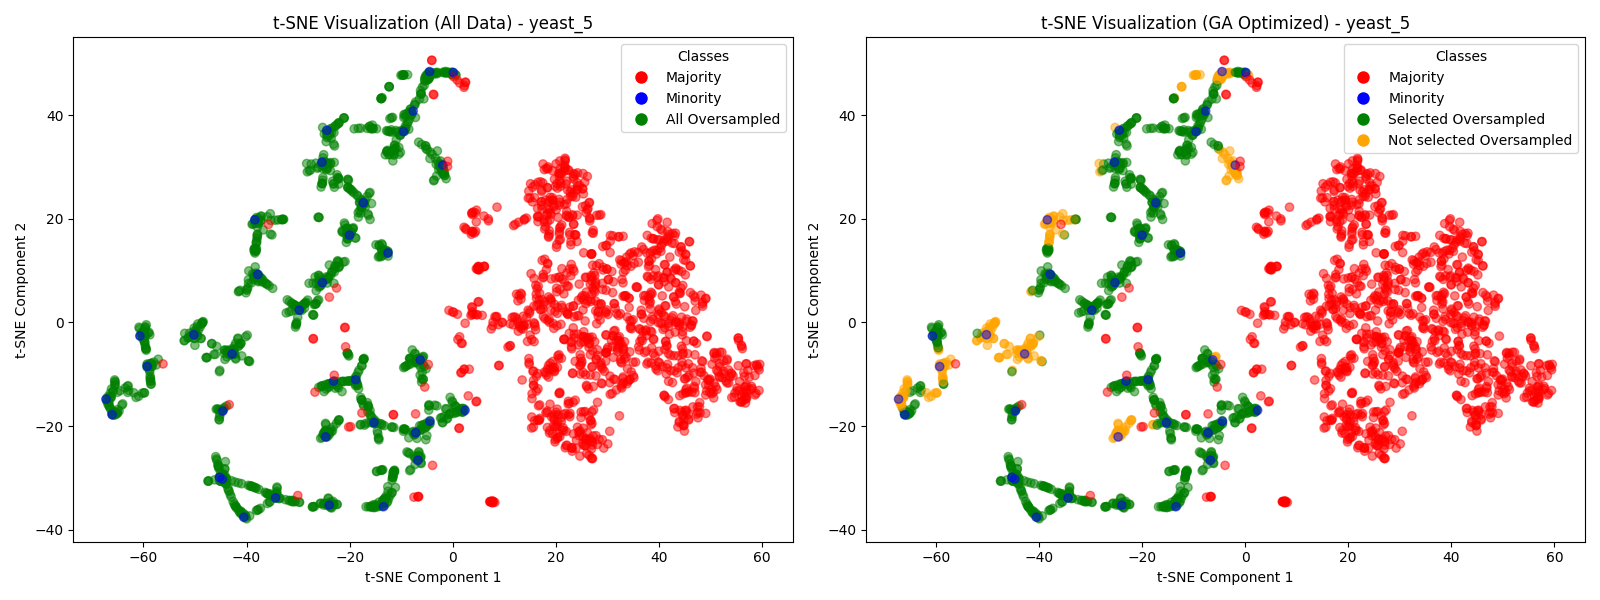 t-SNE Visualization (All Data) - yeast_5
Classes
Majority
Minority
All Oversampled
t-SNE Component 2
40
20
0
−20
−40
−60
−40
−20
0
20
40
60
t-SNE Component 1
t-SNE Visualization (GA Optimized) - yeast_5
Classes
Majority
Minority
Selected Oversampled
Not selected Oversampled
t-SNE Component 2
40
20
0
−20
−40
−60
−40
−20
0
20
40
60
t-SNE Component 1